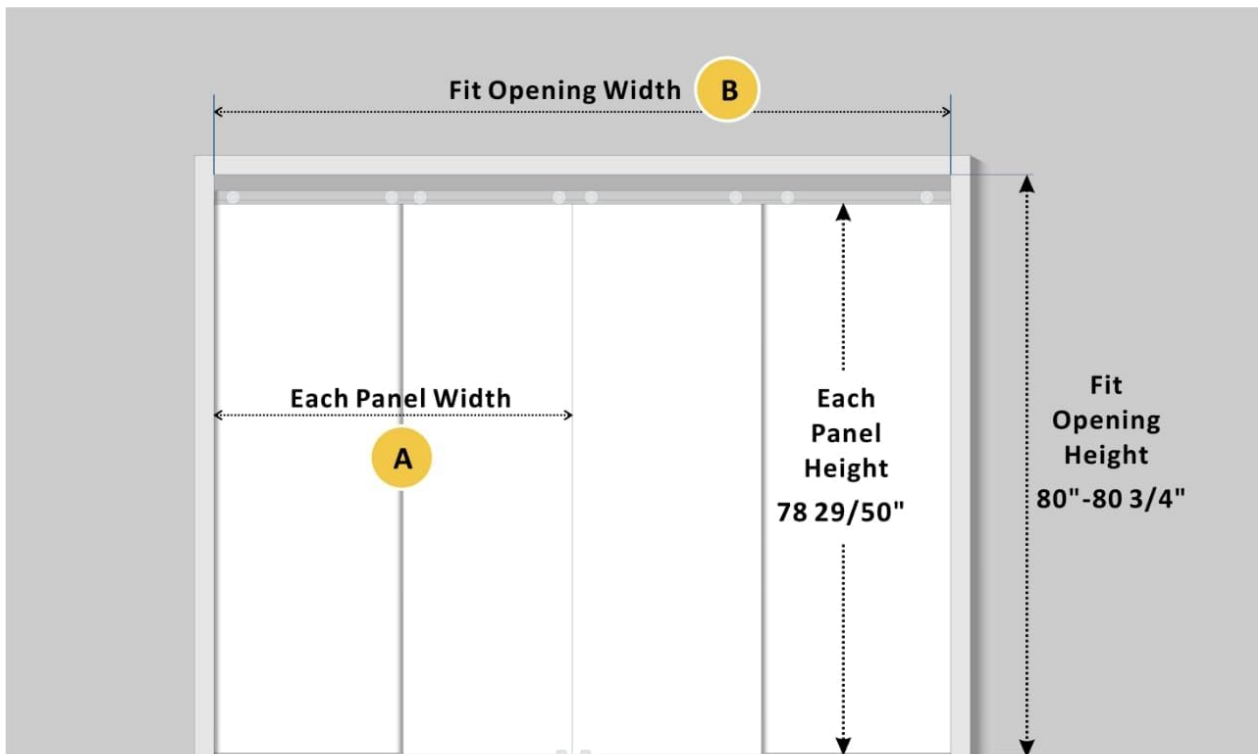 Fit Opening Width B
Each Panel Width
A
Each
Panel
Height
78 29/50"
Fit
Opening
Height
80"-80 3/4"